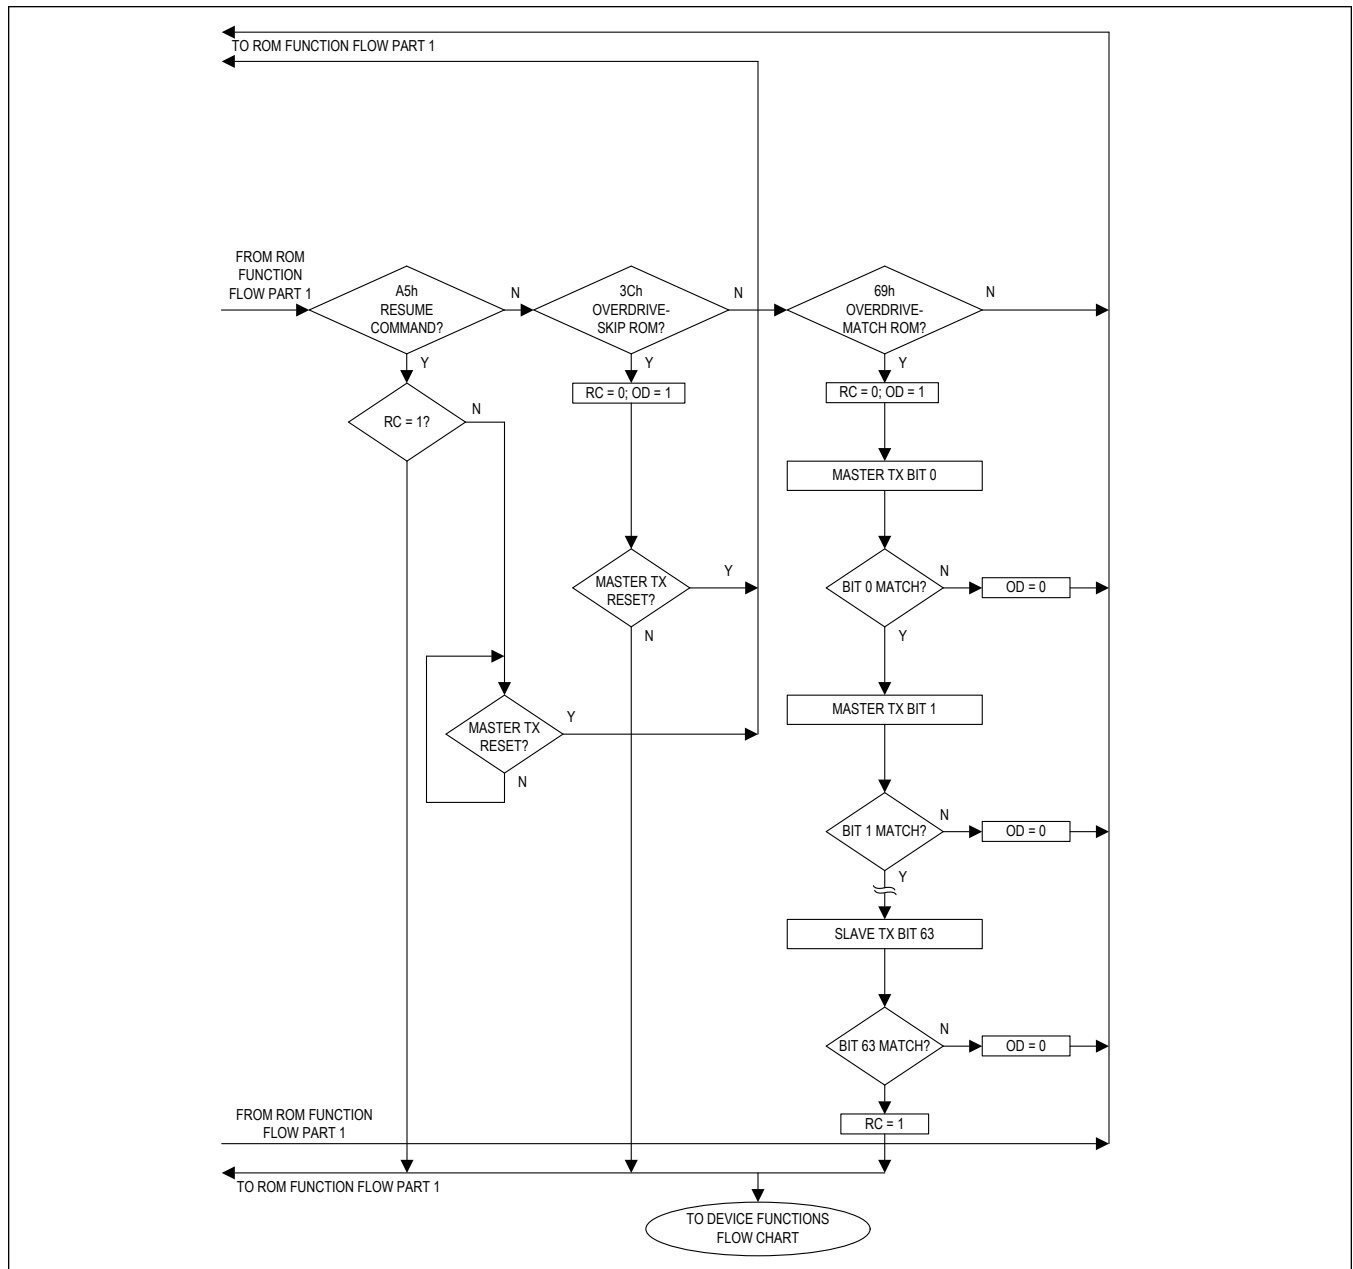 TO ROM FUNCTION FLOW PART 1
FROM ROM
FUNCTION
FLOW PART 1
A5h
RESUME
COMMAND?
N
3Ch
OVERDRIVE-
SKIP ROM?
N
69h
OVERDRIVE-
MATCH ROM?
N
Y
Y
Y
RC = 1?
N
RC = 0; OD = 1
RC = 0; OD = 1
MASTER TX BIT 0
MASTER TX
RESET?
Y
N
BIT 0 MATCH?
N
OD = 0
Y
MASTER TX
RESET?
Y
N
MASTER TX BIT 1
BIT 1 MATCH?
N
OD = 0
Y
SLAVE TX BIT 63
BIT 63 MATCH?
N
OD = 0
RC = 1
FROM ROM FUNCTION
FLOW PART 1
TO ROM FUNCTION FLOW PART 1
TO DEVICE FUNCTIONS
FLOW CHART